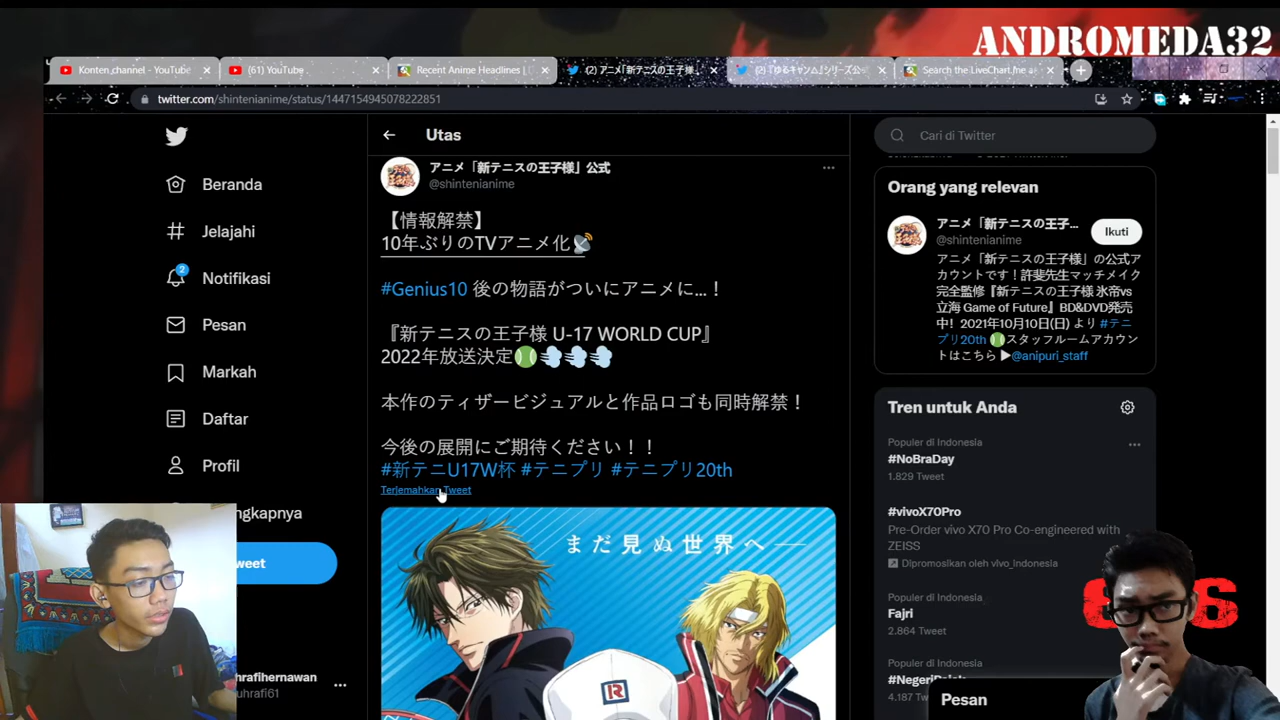 ANDROMEDA32
Konten channel - YouTube
(61) YouTube
Recent Anime Headlines
(2) アニメ「新テニスの王子様
(2) 『ゆるキャン』シリーズ公
Search the LiveChart.me
twitter.com/shintenianime/status/1447154945078222851
Utas
Cari di Twitter
Beranda
Jelajahi
2
Notifikasi
Pesan
Markah
Daftar
Profil
ngkapnya
weet
hrafihernawan
uhrafi61
アニメ「新テニスの王子様」公式
@shintenianime
【情報解禁】
10年ぶりのTVアニメ化
#Genius10 後の物語がついにアニメに...！
『新テニスの王子様 U-17 WORLD CUP』
2022年放送決定
本作のティザービジュアルと作品ロゴも同時解禁！
今後の展開にご期待ください！！
#新テニU17W杯 #テニプリ #テニプリ20th
Terjemahkan Tweet
まだ見ぬ世界へ
R
Orang yang relevan
アニメ「新テニスの王子...
@shintenianime
Ikuti
アニメ「新テニスの王子様」の公式ア
カウントです！許斐先生マッチメイク
完全監修『新テニスの王子様 氷帝vs
立海 Game of Future』BD&DVD発売
中！2021年10月10日(日) より #テニ
プリ20th スタッフルームアカウン
トはこちら ▶@anipuri_staff
Tren untuk Anda
Populer di Indonesia
#NoBraDay
1.829 Tweet
#vivoX70Pro
Pre-Order vivo X70 Pro Co-engineered with
ZEISS
Dipromosikan oleh vivo_indonesia
Populer di Indonesia
Fajri
2.864 Tweet
Populer di Indonesia
4.187 Tw
Pesan